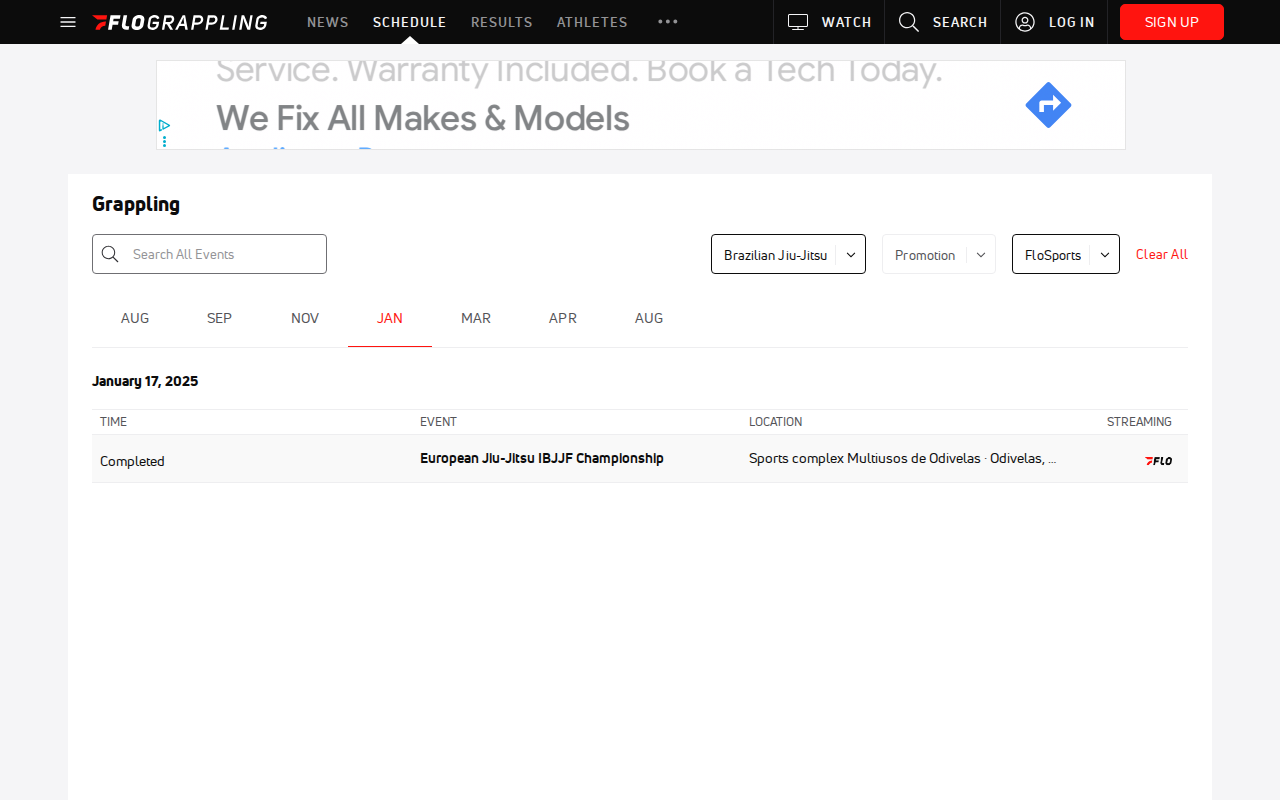 FLOGRAPPLING NEWS SCHEDULE RESULTS ATHLETES WATCH SEARCH LOG IN SIGN UP
Service. Warranty Included. Book a Tech Today.
We Fix All Makes & Models
Grappling
Search All Events Brazilian Jiu-Jitsu Promotion FloSports Clear All
AUG SEP NOV JAN MAR APR AUG
January 17, 2025
TIME EVENT LOCATION STREAMING
Completed European Jiu-Jitsu IBJJF Championship Sports complex Multiusos de Odivelas · Odivelas, ... FLO